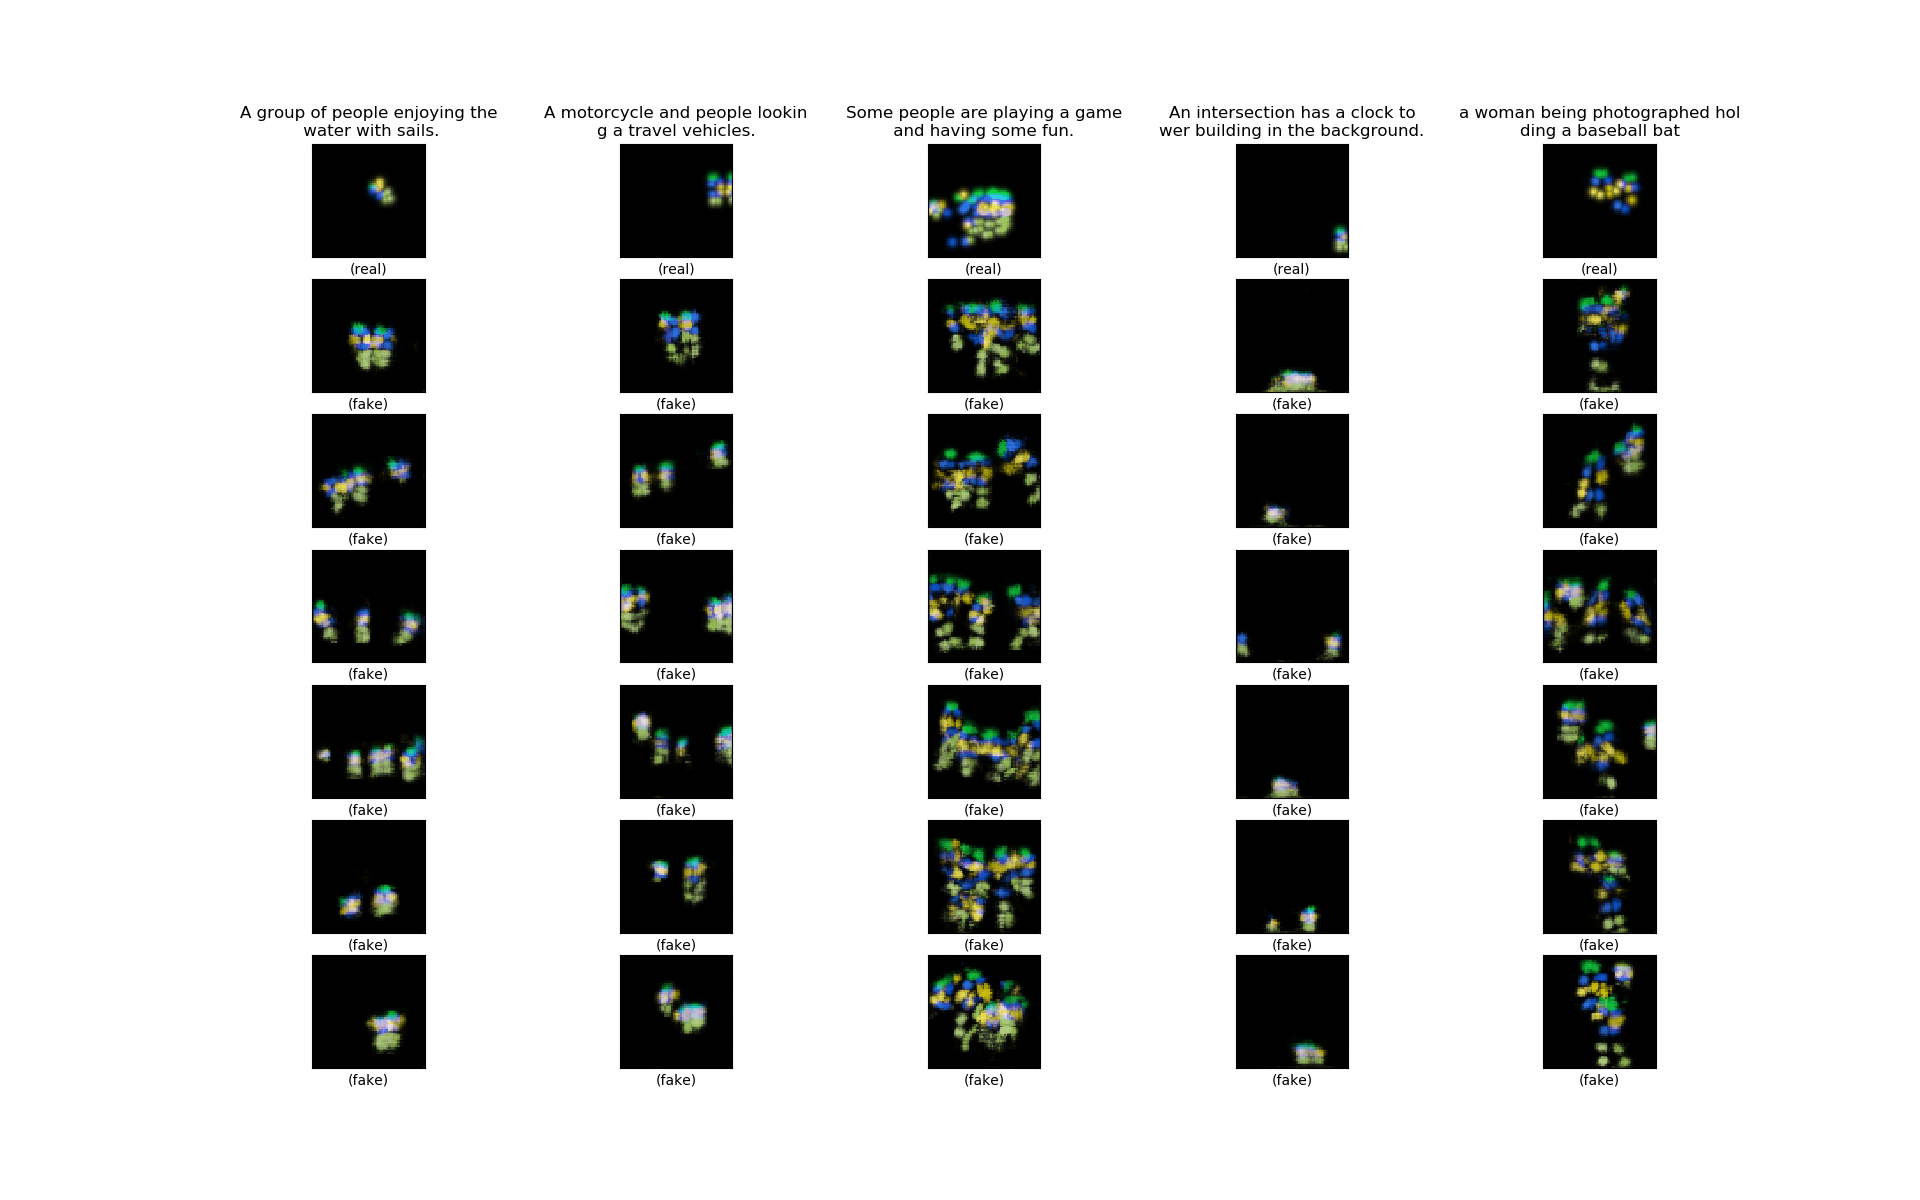 A group of people enjoying the
water with sails.
A motorcycle and people lookin
g a travel vehicles.
Some people are playing a game
and having some fun.
An intersection has a clock to
wer building in the background.
a woman being photographed hol
ding a baseball bat
(real) (real) (real) (real) (real)
(fake) (fake) (fake) (fake) (fake)
(fake) (fake) (fake) (fake) (fake)
(fake) (fake) (fake) (fake) (fake)
(fake) (fake) (fake) (fake) (fake)
(fake) (fake) (fake) (fake) (fake)
(fake) (fake) (fake) (fake) (fake)